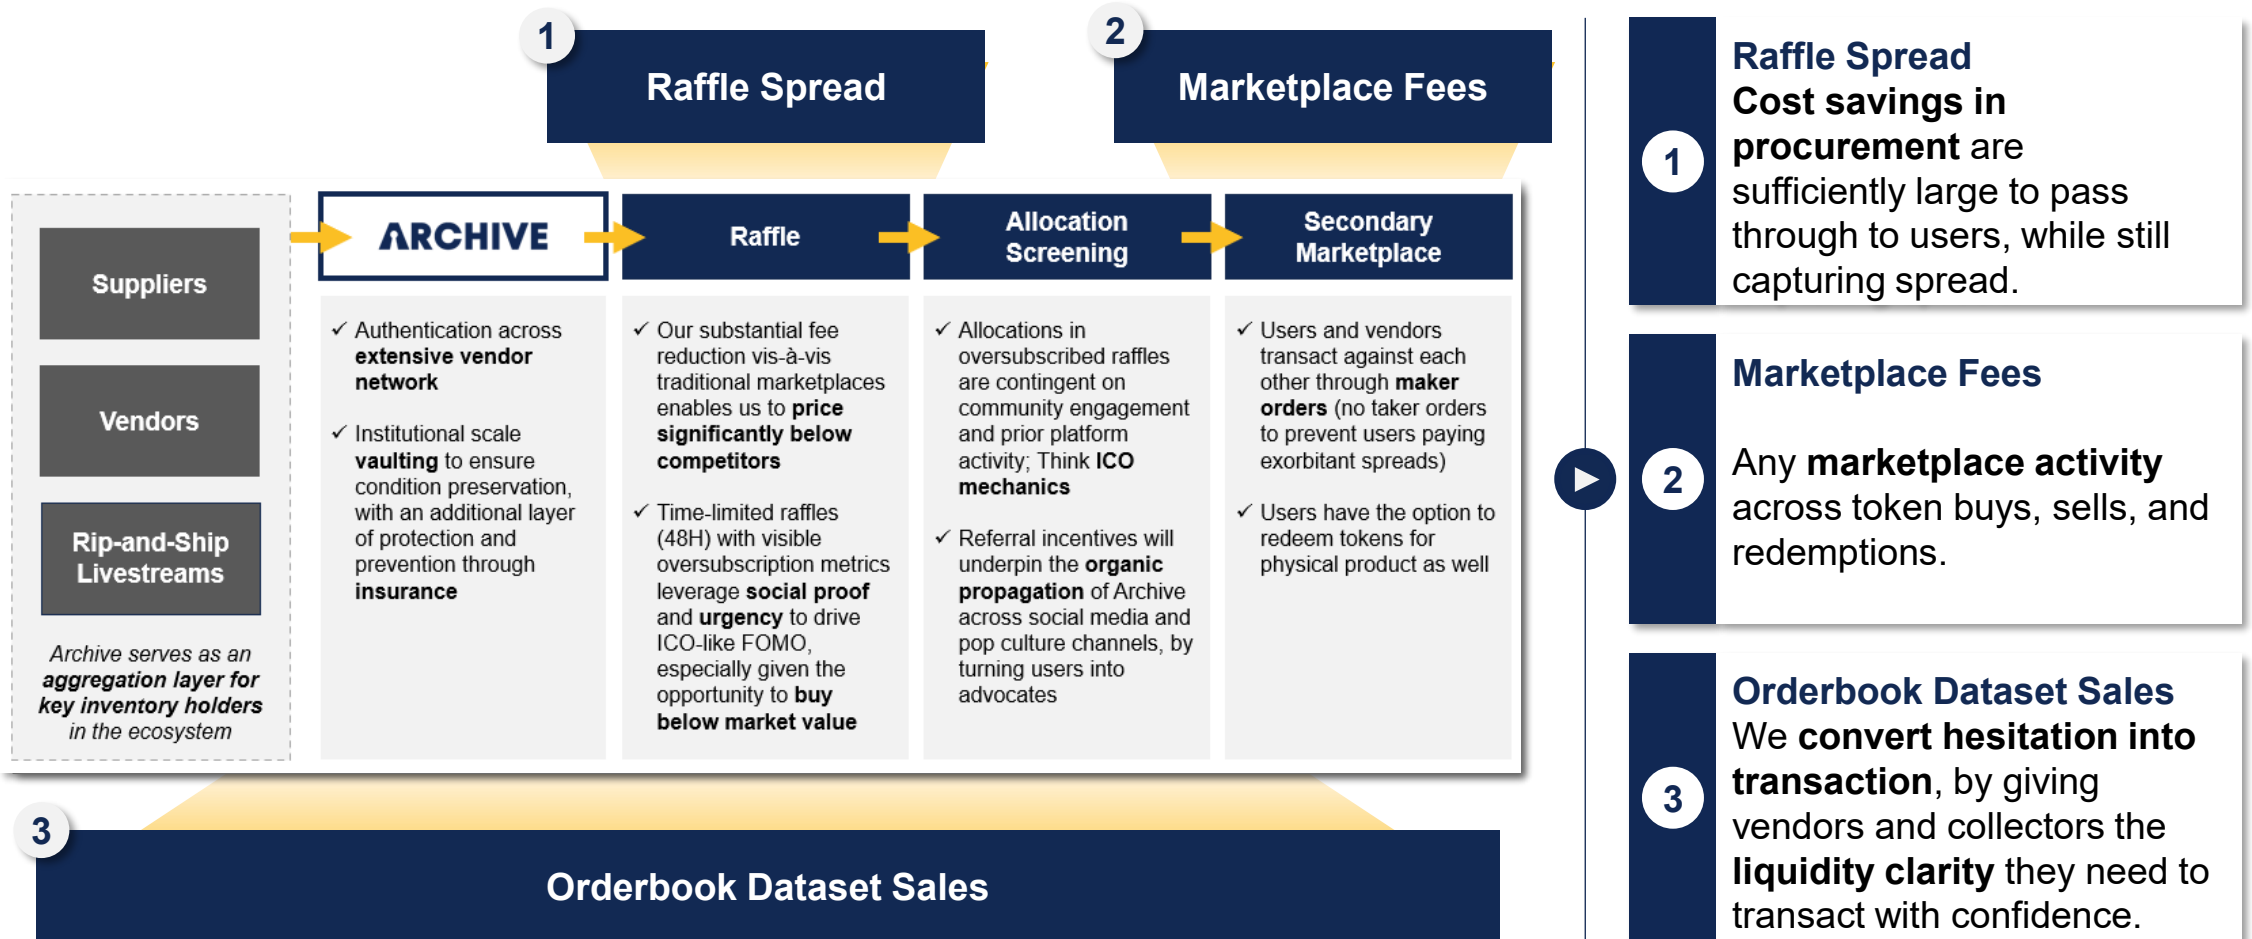 1
Raffle Spread
2
Marketplace Fees
Suppliers
Vendors
Rip-and-Ship
Livestreams
Archive serves as an
aggregation layer for
key inventory holders
in the ecosystem
ARCHIVE
✓ Authentication across
extensive vendor
network
✓ Institutional scale
vaulting to ensure
condition preservation,
with an additional layer
of protection and
prevention through
insurance
Raffle
✓ Our substantial fee
reduction vis-à-vis
traditional marketplaces
enables us to price
significantly below
competitors
✓ Time-limited raffles
(48H) with visible
oversubscription metrics
leverage social proof
and urgency to drive
ICO-like FOMO,
especially given the
opportunity to buy
below market value
Allocation
Screening
✓ Allocations in
oversubscribed raffles
are contingent on
community engagement
and prior platform
activity; Think ICO
mechanics
✓ Referral incentives will
underpin the organic
propagation of Archive
across social media and
pop culture channels, by
turning users into
advocates
Secondary
Marketplace
✓ Users and vendors
transact against each
other through maker
orders (no taker orders
to prevent users paying
exorbitant spreads)
✓ Users have the option to
redeem tokens for
physical product as well
3
Orderbook Dataset Sales
1
Raffle Spread
Cost savings in
procurement are
sufficiently large to pass
through to users, while still
capturing spread.
2
Marketplace Fees
Any marketplace activity
across token buys, sells, and
redemptions.
3
Orderbook Dataset Sales
We convert hesitation into
transaction, by giving
vendors and collectors the
liquidity clarity they need to
transact with confidence.